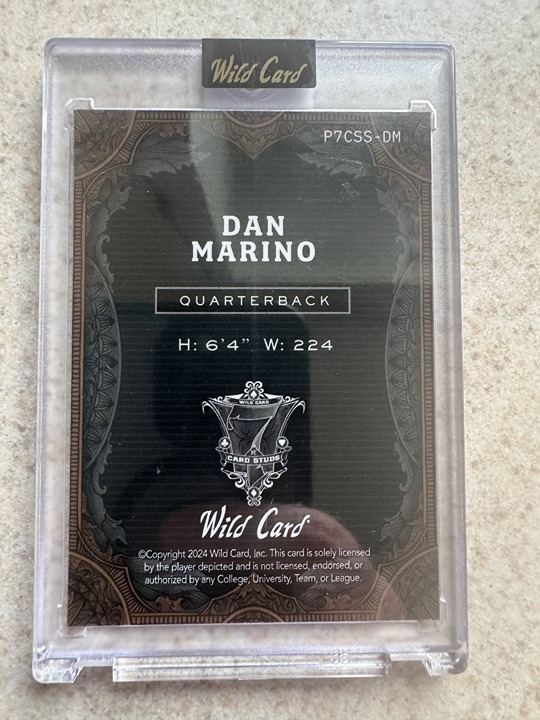 Wild Card
P7CSS-DM
DAN
MARINO
QUARTERBACK
H: 6'4" W: 224
WILD CARD
7
CARD STUDS
Wild Card
©Copyright 2024 Wild Card, Inc. This card is solely licensed
by the player depicted and is not licensed, endorsed, or
authorized by any College, University, Team, or League.